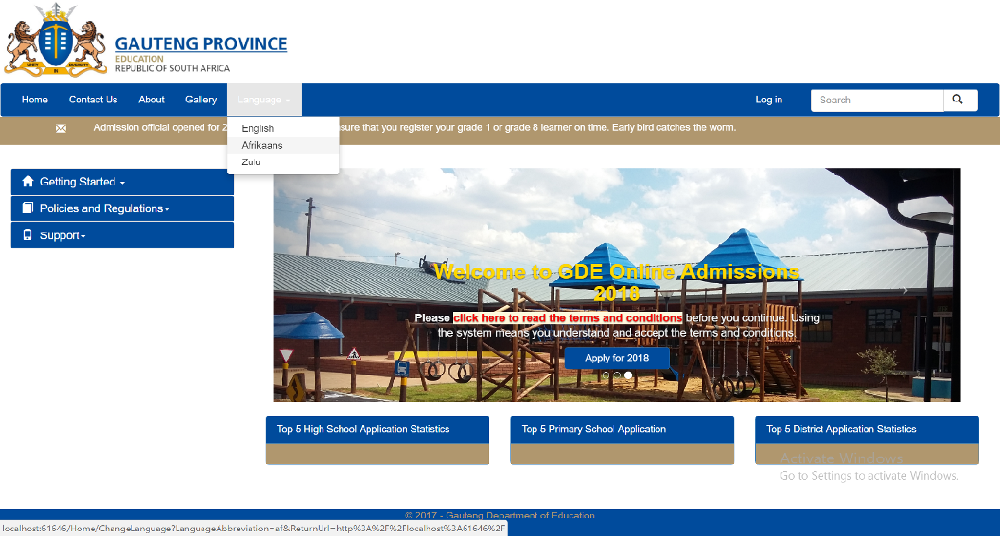 UNITY IN DIVERSITY
GAUTENG PROVINCE
EDUCATION
REPUBLIC OF SOUTH AFRICA
Home Contact Us About Gallery Language Log in Search
Admission official opened for 2 sure that you register your grade 1 or grade 8 learner on time. Early bird catches the worm.
English
Afrikaans
Zulu
Getting Started
Policies and Regulations
Support
Welcome to GDE Online Admissions
2018
Please click here to read the terms and conditions before you continue. Using
the system means you understand and accept the terms and conditions.
Apply for 2018
Top 5 High School Application Statistics
Top 5 Primary School Application
Top 5 District Application Statistics
Activate Windows
Go to Settings to activate Windows.
© 2017 - Gauteng Department of Education
localhost:61646/Home/ChangeLanguage?LanguageAbbreviation=af&ReturnUrl=http%3A%2F%2Flocalhost%3A61646%2F